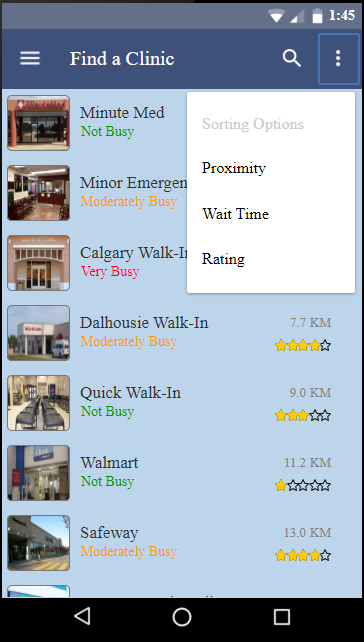 1:45
Find a Clinic
Sorting Options
Proximity
Wait Time
Rating
Minute Med
Not Busy
Minor Emergen
Moderately Busy
Calgary Walk-In
Very Busy
Dalhousie Walk-In
7.7 KM
Moderately Busy
Quick Walk-In
9.0 KM
Not Busy
Walmart
11.2 KM
Not Busy
Safeway
13.0 KM
Moderately Busy